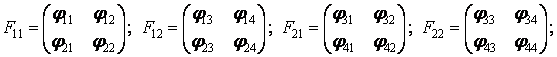 F₁₁ = (φ₁₁ φ₁₂; φ₂₁ φ₂₂); F₁₂ = (φ₁₃ φ₁₄; φ₂₃ φ₂₄); F₂₁ = (φ₃₁ φ₃₂; φ₄₁ φ₄₂); F₂₂ = (φ₃₃ φ₃₄; φ₄₃ φ₄₄);